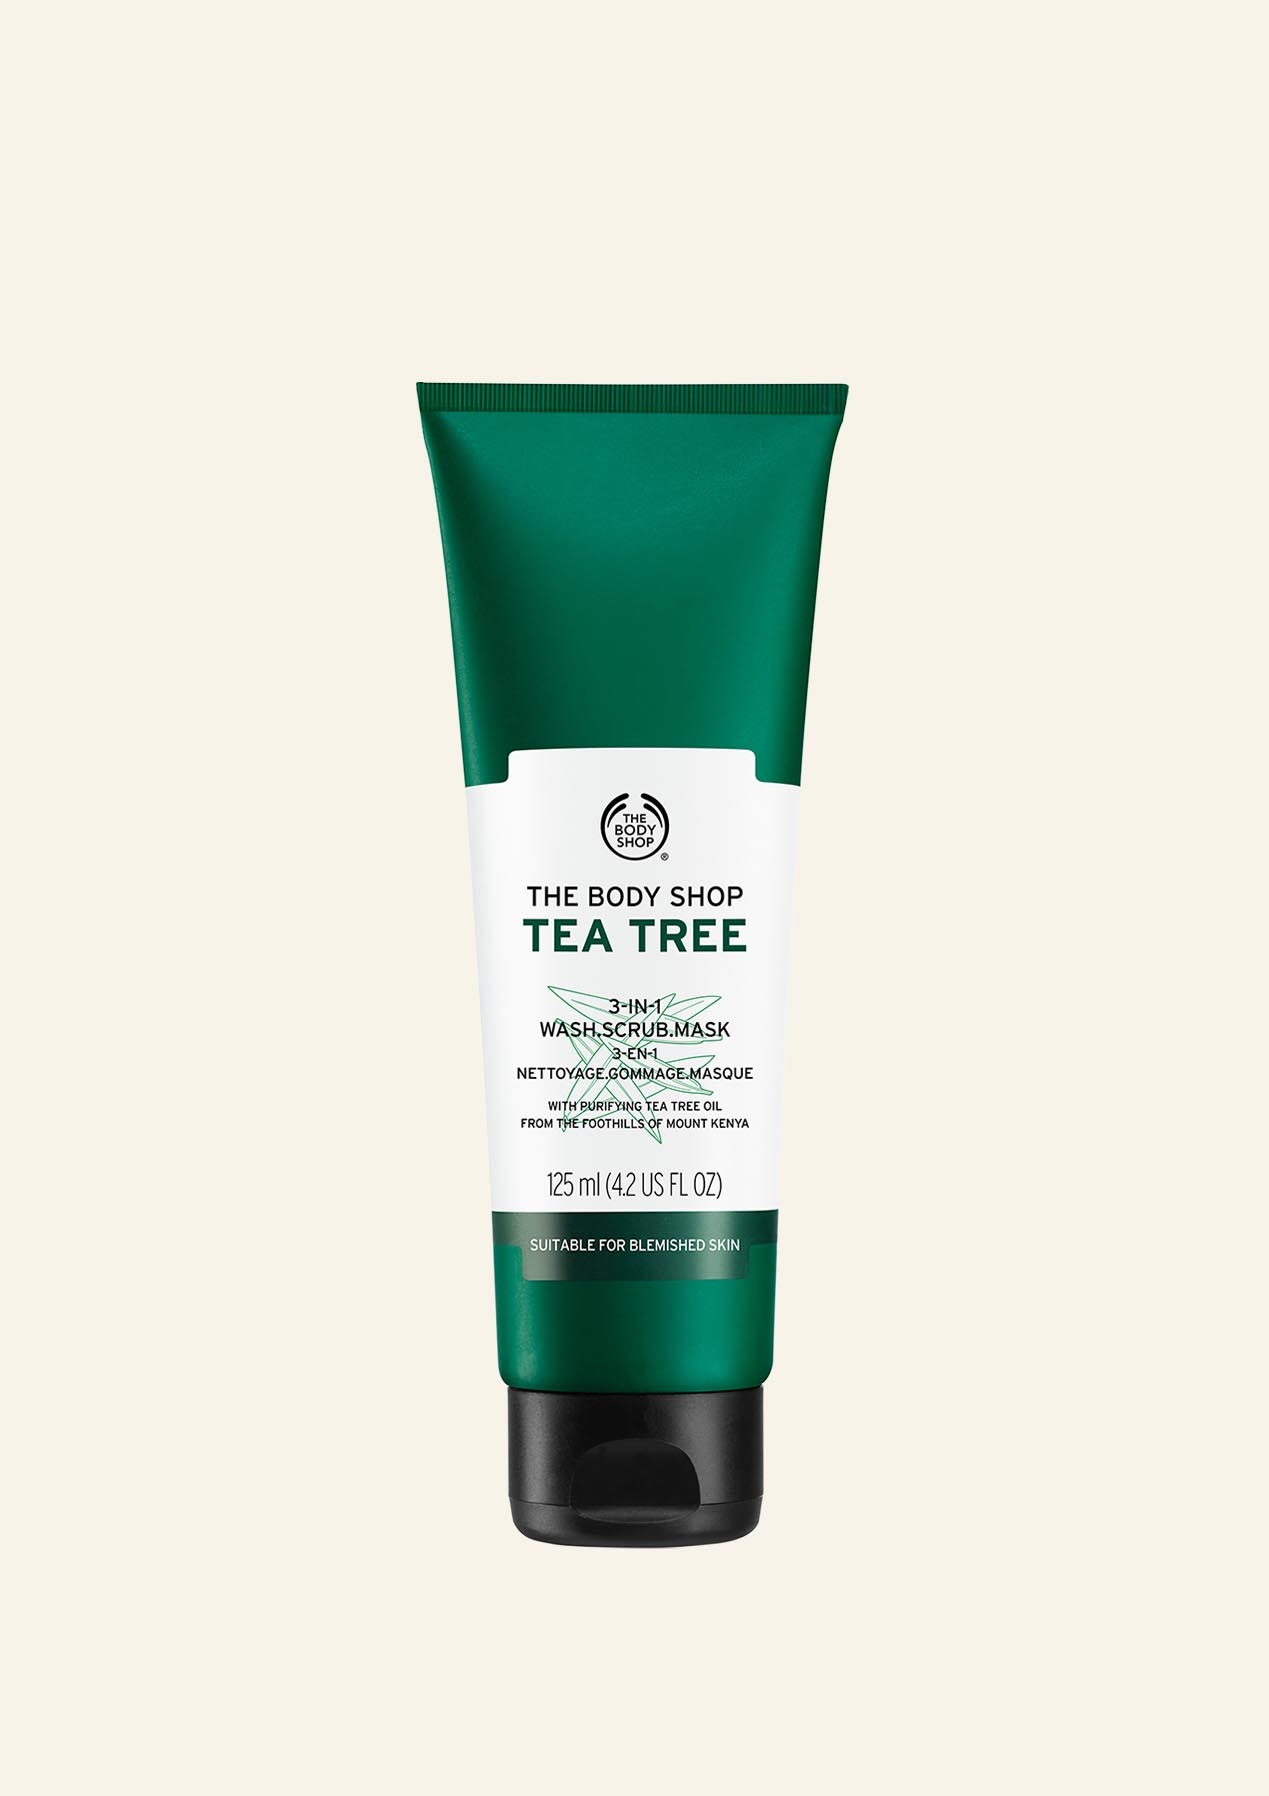 THE
BODY
SHOP
®
THE BODY SHOP
TEA TREE
3-IN-1
WASH.SCRUB.MASK
3-EN-1
NETTOYAGE.GOMMAGE.MASQUE
WITH PURIFYING TEA TREE OIL
FROM THE FOOTHILLS OF MOUNT KENYA
125 ml (4.2 US FL OZ)
SUITABLE FOR BLEMISHED SKIN